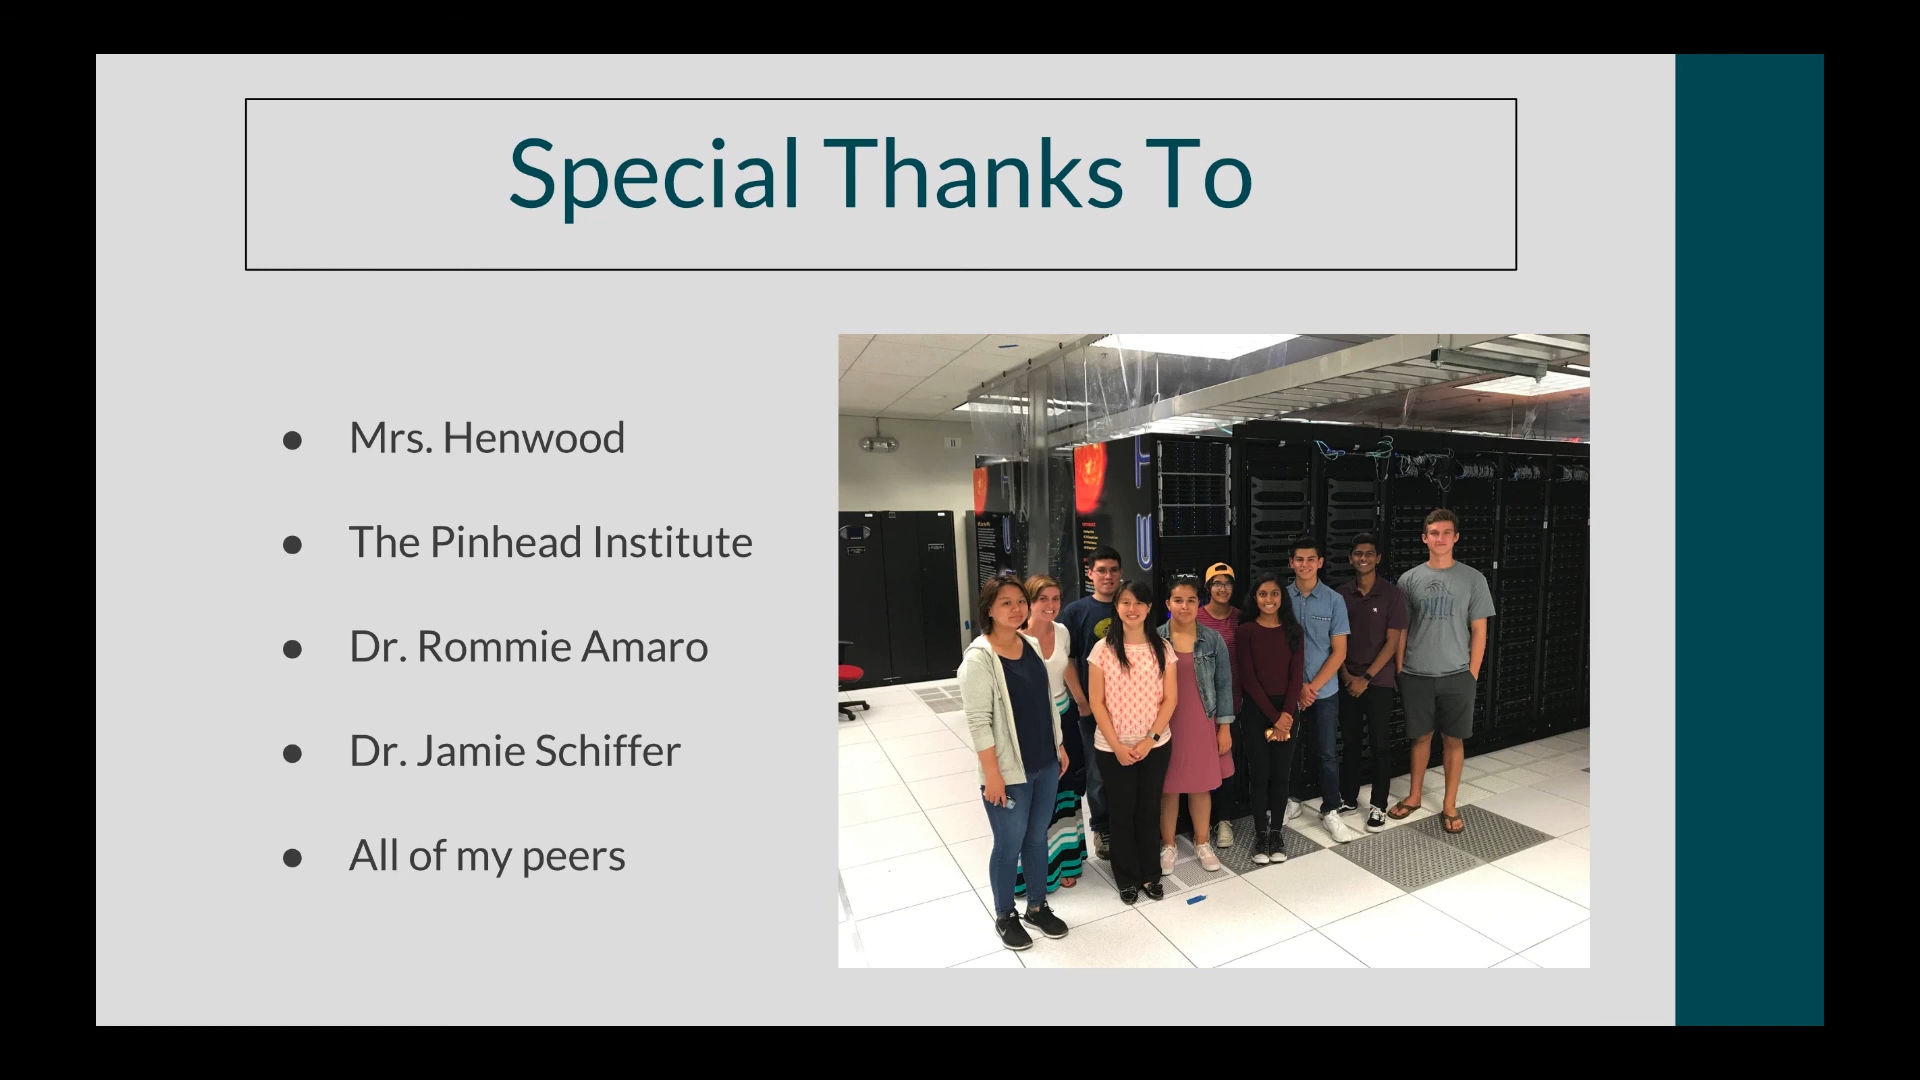 Special Thanks To
● Mrs. Henwood
● The Pinhead Institute
● Dr. Rommie Amaro
● Dr. Jamie Schiffer
● All of my peers